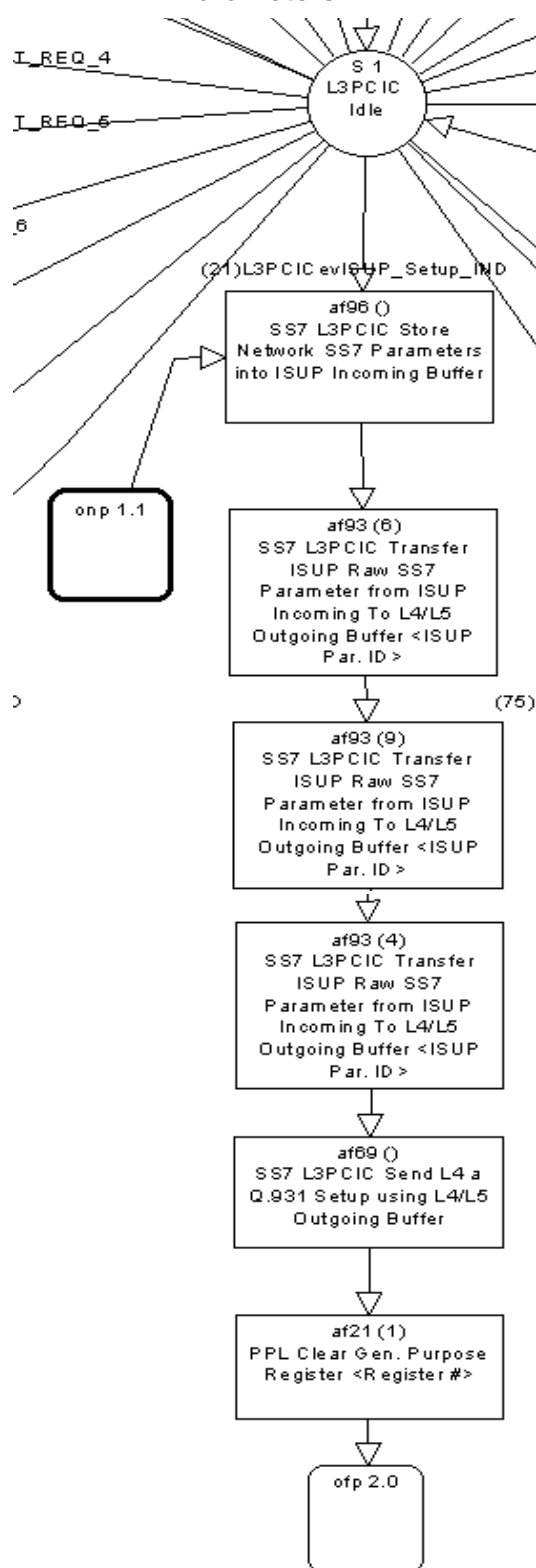 S 1
L3PCIC
Idle
T_REQ_4
T_REQ_5
_6
(21)L3PCICevISUP_Setup_IND
af96 ()
SS7 L3PCIC Store
Network SS7 Parameters
into ISUP Incoming Buffer
onp 1.1
af93 (6)
SS7 L3PCIC Transfer
ISUP Raw SS7
Parameter from ISUP
Incoming To L4/L5
Outgoing Buffer <ISUP
Par. ID >
(75)
af93 (9)
SS7 L3PCIC Transfer
ISUP Raw SS7
Parameter from ISUP
Incoming To L4/L5
Outgoing Buffer <ISUP
Par. ID >
af93 (4)
SS7 L3PCIC Transfer
ISUP Raw SS7
Parameter from ISUP
Incoming To L4/L5
Outgoing Buffer <ISUP
Par. ID >
af69 ()
SS7 L3PCIC Send L4 a
Q.931 Setup using L4/L5
Outgoing Buffer
af21 (1)
PPL Clear Gen. Purpose
Register <Register #>
ofp 2.0